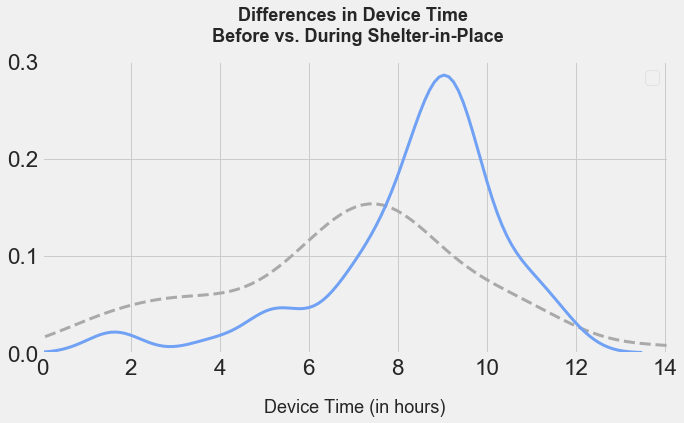 Differences in Device Time
Before vs. During Shelter-in-Place
0.3
0.2
0.1
0.0
0 2 4 6 8 10 12 14
Device Time (in hours)